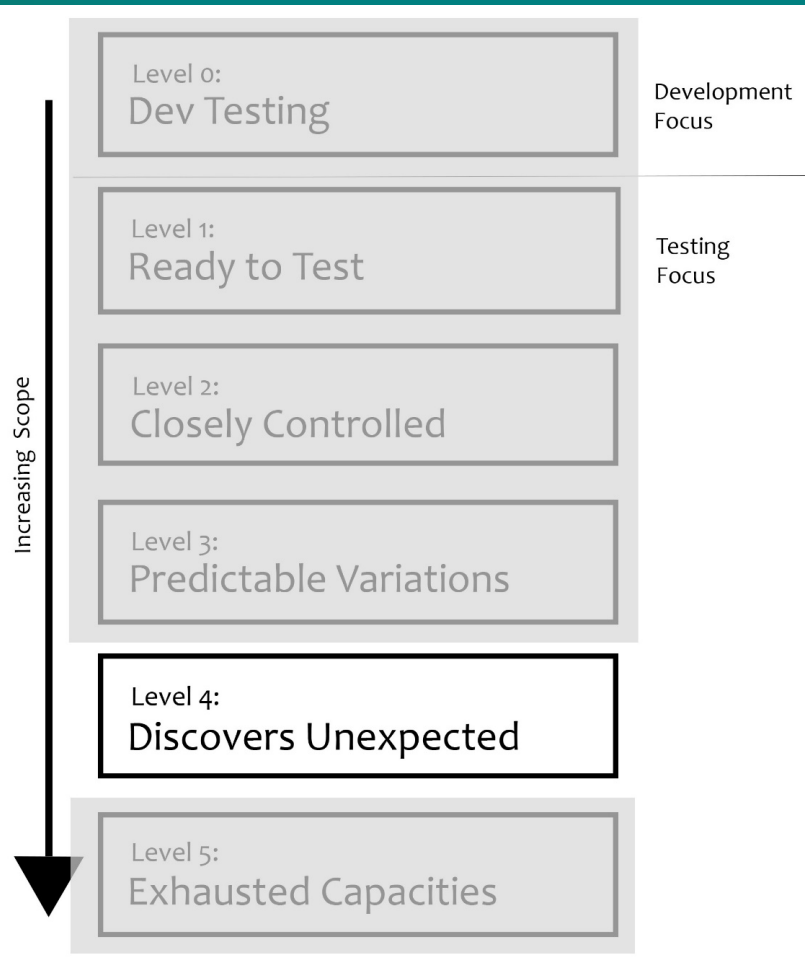 Level 0:
Dev Testing
Development
Focus
Level 1:
Ready to Test
Testing
Focus
Level 2:
Closely Controlled
Increasing Scope
Level 3:
Predictable Variations
Level 4:
Discovers Unexpected
Level 5:
Exhausted Capacities